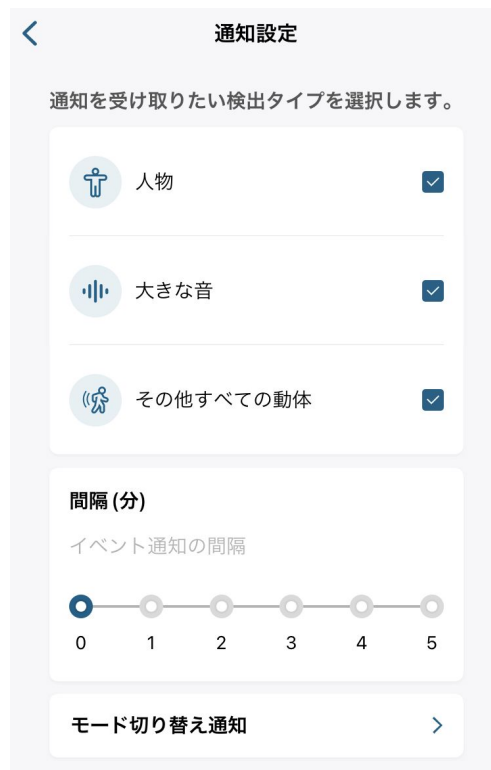 通知設定
通知を受け取りたい検出タイプを選択します。
人物
大きな音
その他すべての動体
間隔 (分)
イベント通知の間隔
0 1 2 3 4 5
モード切り替え通知